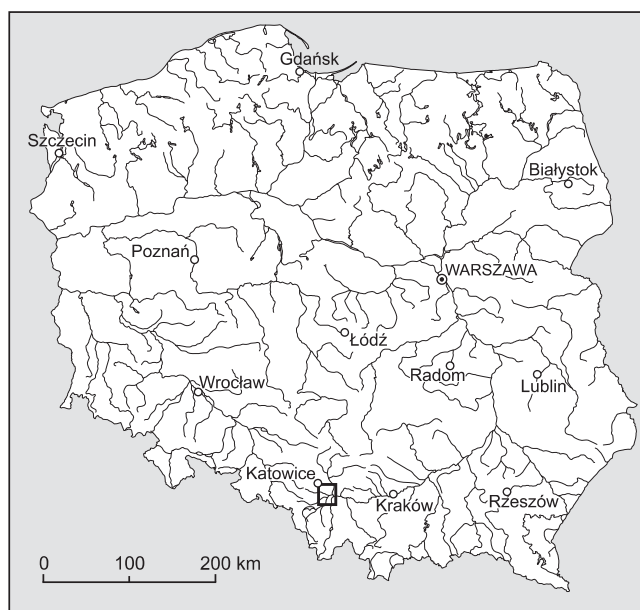 Gdańsk
Szczecin
Białystok
Poznań
WARSZAWA
Łódź
Radom
Lublin
Wrocław
Katowice
Kraków
Rzeszów
0 100 200 km